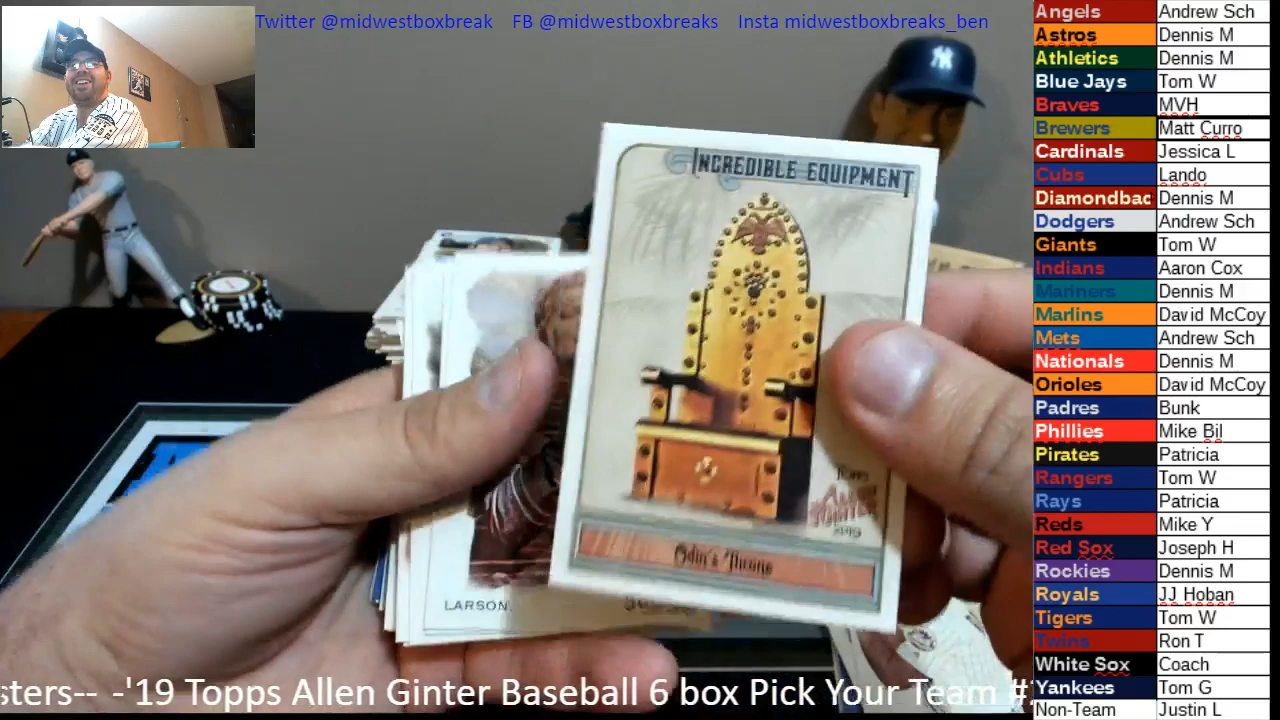 Twitter @midwestboxbreak FB @midwestboxbreaks Insta midwestboxbreaks_ben
INCREDIBLE EQUIPMENT
TOPPS
GINTER
2019
Odin's Throne
LARSON
sters-- -'19 Topps Allen Ginter Baseball 6 box Pick Your Team #
Angels Andrew Sch
Astros Dennis M
Athletics Dennis M
Blue Jays Tom W
Braves MVH
Brewers Matt Curro
Cardinals Jessica L
Cubs Lando
Diamondbac Dennis M
Dodgers Andrew Sch
Giants Tom W
Indians Aaron Cox
Mariners Dennis M
Marlins David McCoy
Mets Andrew Sch
Nationals Dennis M
Orioles David McCoy
Padres Bunk
Phillies Mike Bil
Pirates Patricia
Rangers Tom W
Rays Patricia
Reds Mike Y
Red Sox Joseph H
Rockies Dennis M
Royals JJ Hoban
Tigers Tom W
Twins Ron T
White Sox Coach
Yankees Tom G
Non-Team Justin L